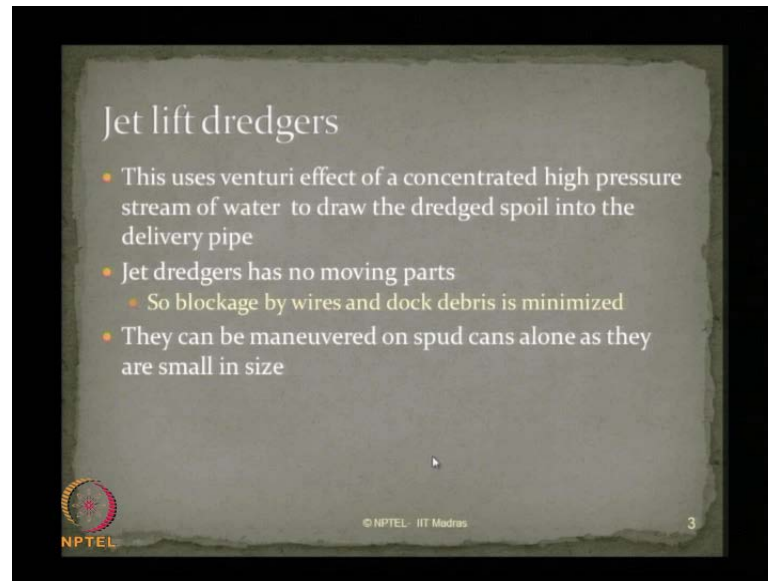 Jet lift dredgers
• This uses venturi effect of a concentrated high pressure
stream of water to draw the dredged spoil into the
delivery pipe
• Jet dredgers has no moving parts
• So blockage by wires and dock debris is minimized
• They can be maneuvered on spud cans alone as they
are small in size
© NPTEL- IIT Madras
3
NPTEL